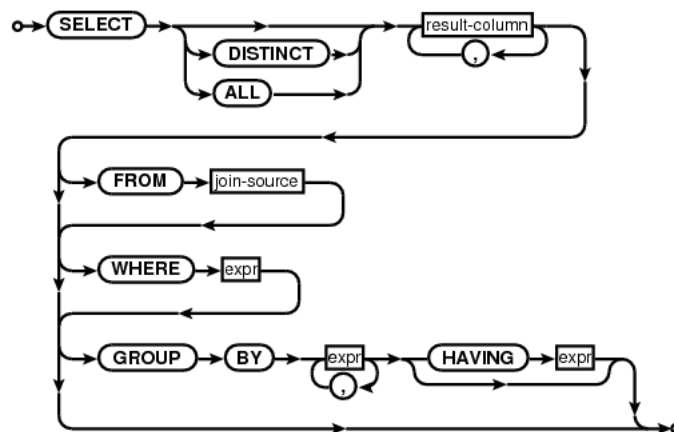 SELECT result-column
DISTINCT ,
ALL
FROM join-source
WHERE expr
GROUP BY expr HAVING expr
,